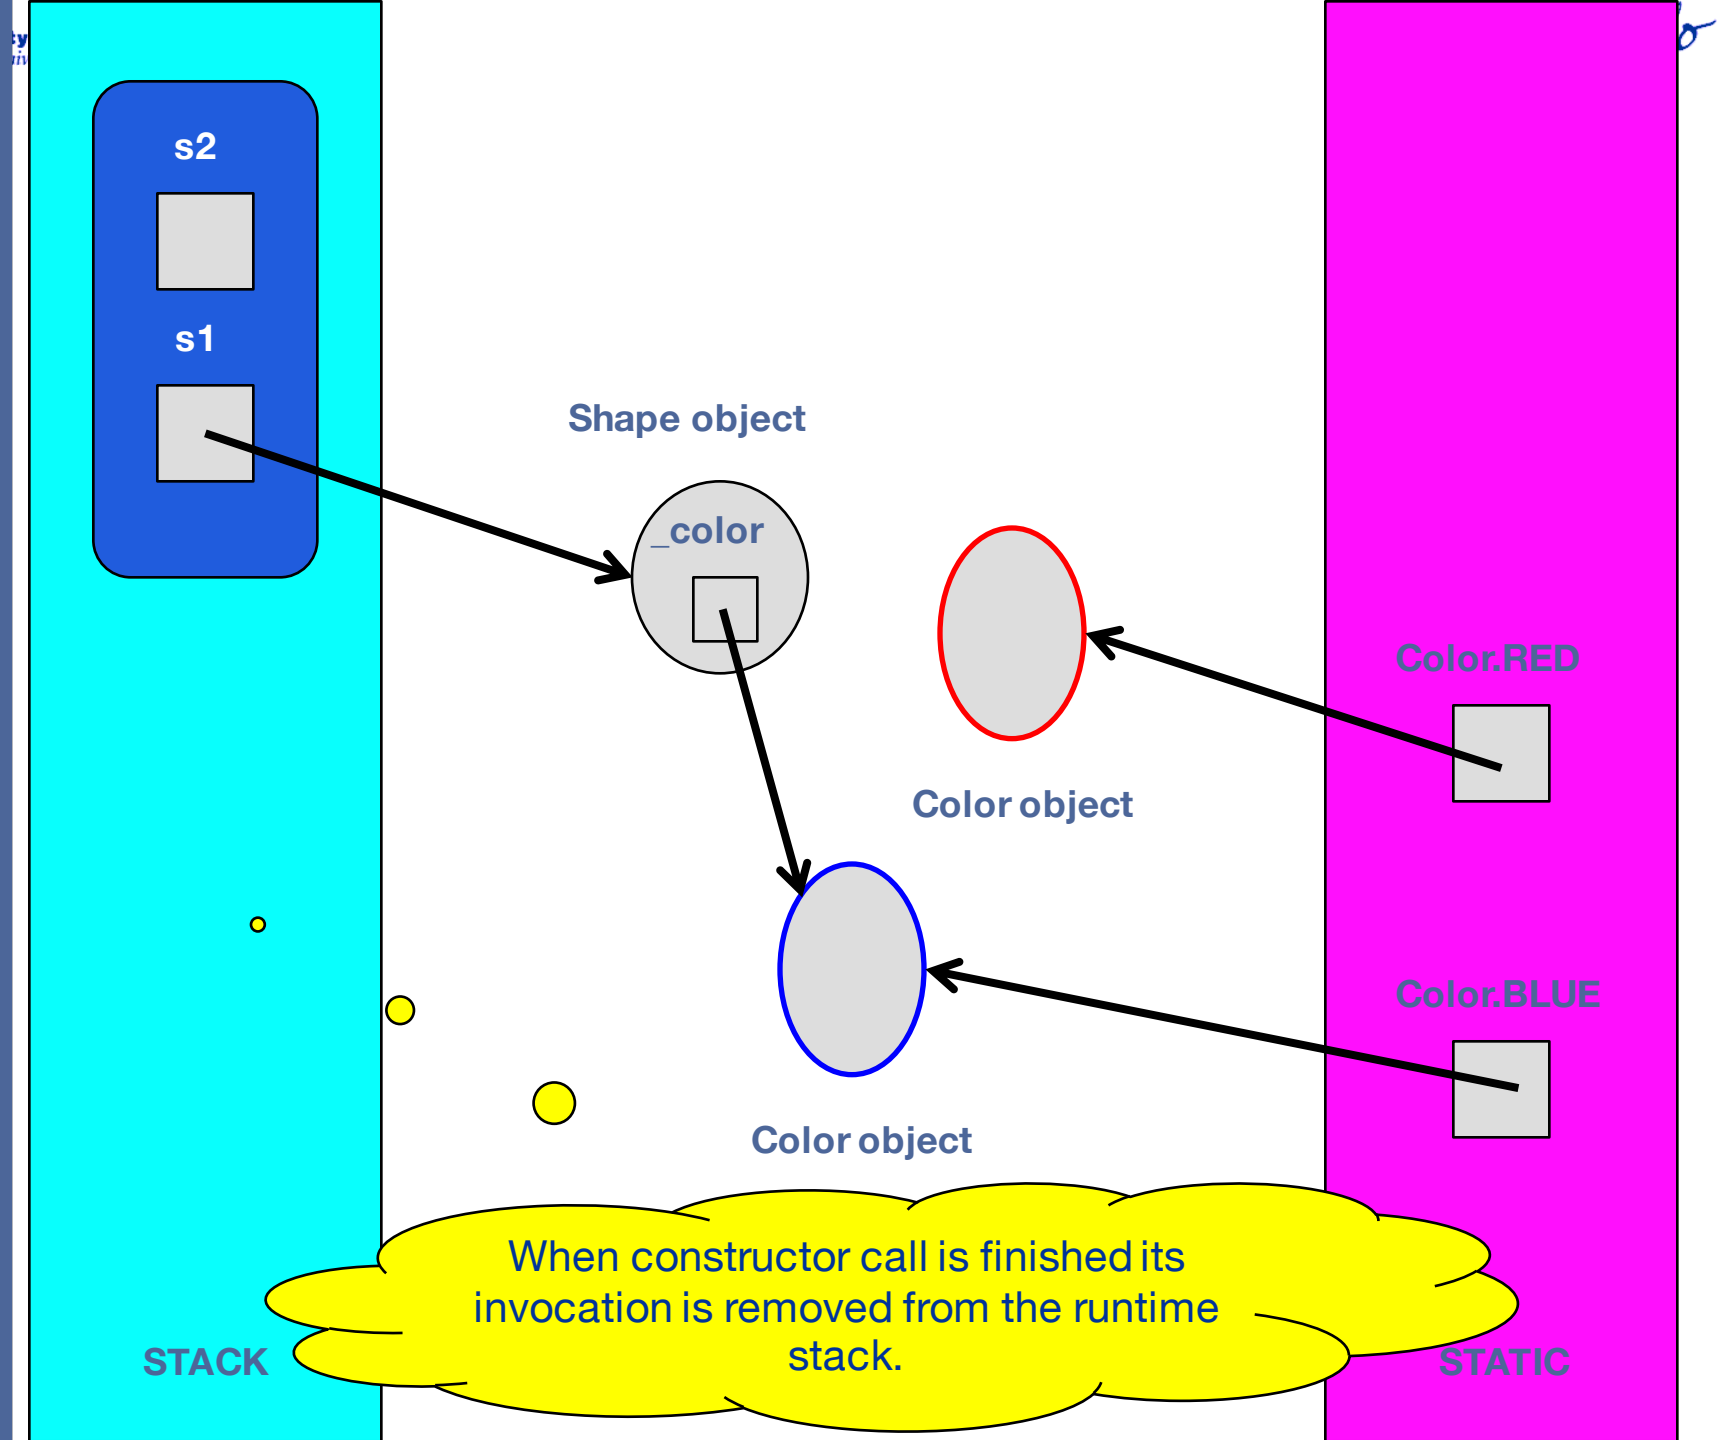 s2
s1
Shape object
_color
Color.RED
Color object
Color.BLUE
Color object
When constructor call is finished its
invocation is removed from the runtime
stack.
STACK
STATIC